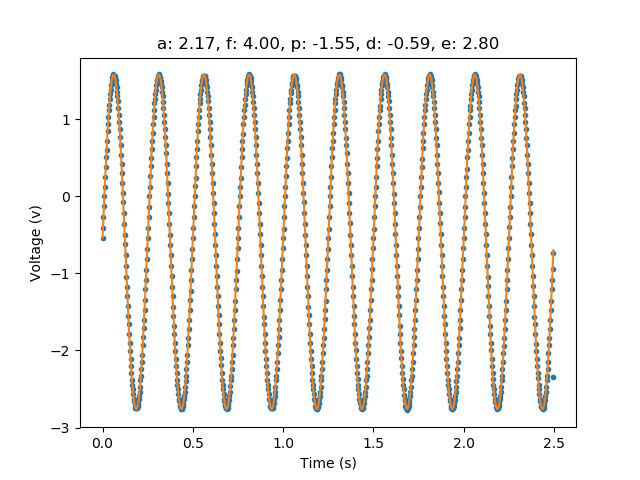 a: 2.17, f: 4.00, p: -1.55, d: -0.59, e: 2.80
1
0
−1
−2
−3
Voltage (v)
0.0 0.5 1.0 1.5 2.0 2.5
Time (s)